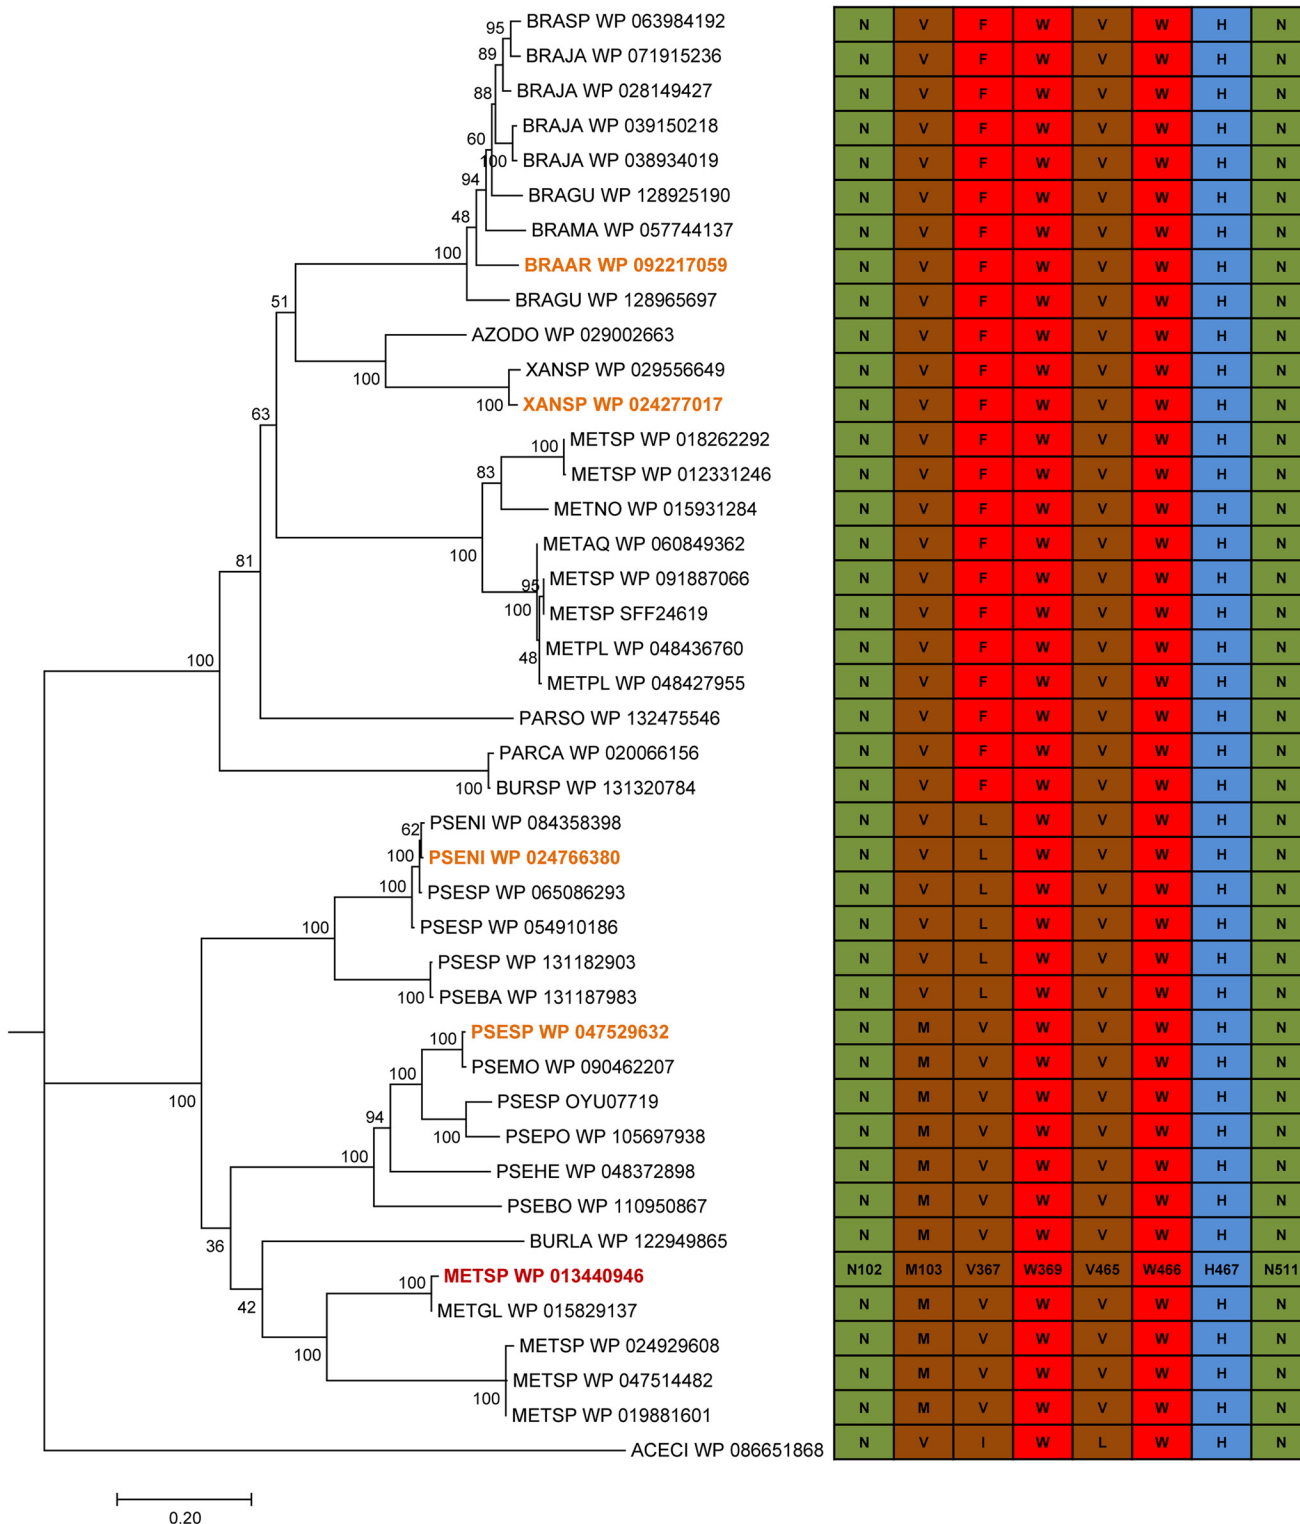 BRASP WP 063984192 N V F W V W H N
BRAJA WP 071915236 N V F W V W H N
BRAJA WP 028149427 N V F W V W H N
BRAJA WP 039150218 N V F W V W H N
BRAJA WP 038934019 N V F W V W H N
BRAGU WP 128925190 N V F W V W H N
BRAMA WP 057744137 N V F W V W H N
BRAAR WP 092217059 N V F W V W H N
BRAGU WP 128965697 N V F W V W H N
AZODO WP 029002663 N V F W V W H N
XANSP WP 029556649 N V F W V W H N
XANSP WP 024277017 N V F W V W H N
METSP WP 018262292 N V F W V W H N
METSP WP 012331246 N V F W V W H N
METNO WP 015931284 N V F W V W H N
METAQ WP 060849362 N V F W V W H N
METSP WP 091887066 N V F W V W H N
METSP SFF24619 N V F W V W H N
METPL WP 048436760 N V F W V W H N
METPL WP 048427955 N V F W V W H N
PARSO WP 132475546 N V F W V W H N
PARCA WP 020066156 N V F W V W H N
BURSP WP 131320784 N V F W V W H N
PSENI WP 084358398 N V L W V W H N
PSENI WP 024766380 N V L W V W H N
PSESP WP 065086293 N V L W V W H N
PSESP WP 054910186 N V L W V W H N
PSESP WP 131182903 N V L W V W H N
PSEBA WP 131187983 N V L W V W H N
PSESP WP 047529632 N M V W V W H N
PSEMO WP 090462207 N M V W V W H N
PSESP OYU07719 N M V W V W H N
PSEPO WP 105697938 N M V W V W H N
PSEHE WP 048372898 N M V W V W H N
PSEBO WP 110950867 N M V W V W H N
BURLA WP 122949865 N M V W V W H N
METSP WP 013440946 N102 M103 V367 W369 V465 W466 H467 N511
METGL WP 015829137 N M V W V W H N
METSP WP 024929608 N M V W V W H N
METSP WP 047514482 N M V W V W H N
METSP WP 019881601 N M V W V W H N
ACECI WP 086651868 N V I W L W H N
95
89
88
60
100
94
48
100
51
100
100
63
100
83
100
95
100
48
81
100
100
62
100
100
100
100
100
100
100
94
100
100
36
100
42
100
100
0.20